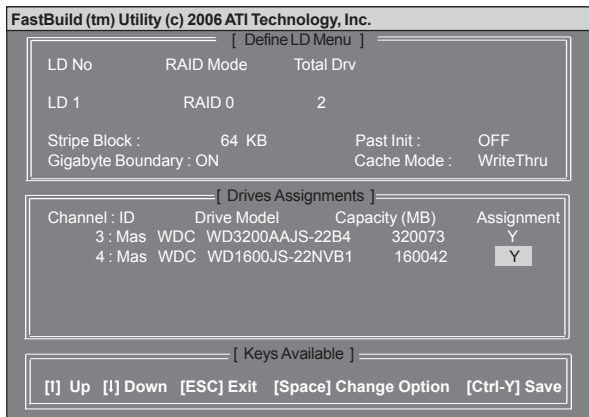 FastBuild (tm) Utility (c) 2006 ATI Technology, Inc.
[ Define LD Menu ]
LD No RAID Mode Total Drv
LD 1 RAID 0 2
Stripe Block : 64 KB Past Init : OFF
Gigabyte Boundary : ON Cache Mode : WriteThru
[ Drives Assignments ]
Channel : ID Drive Model Capacity (MB) Assignment
3 : Mas WDC WD3200AAJS-22B4 320073 Y
4 : Mas WDC WD1600JS-22NVB1 160042 Y
[ Keys Available ]
[↑] Up [↓] Down [ESC] Exit [Space] Change Option [Ctrl-Y] Save